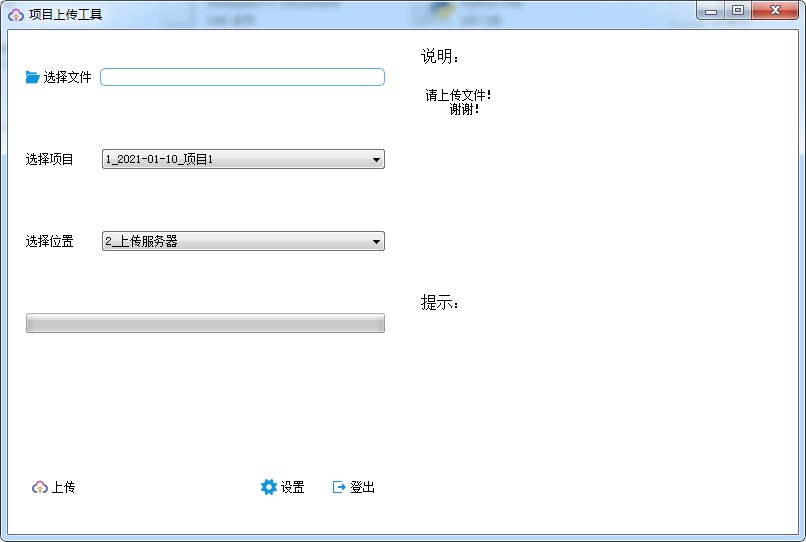 项目上传工具
选择文件
选择项目
1_2021-01-10_项目1
选择位置
2_上传服务器
上传
设置
登出
说明：
请上传文件！
谢谢！
提示：